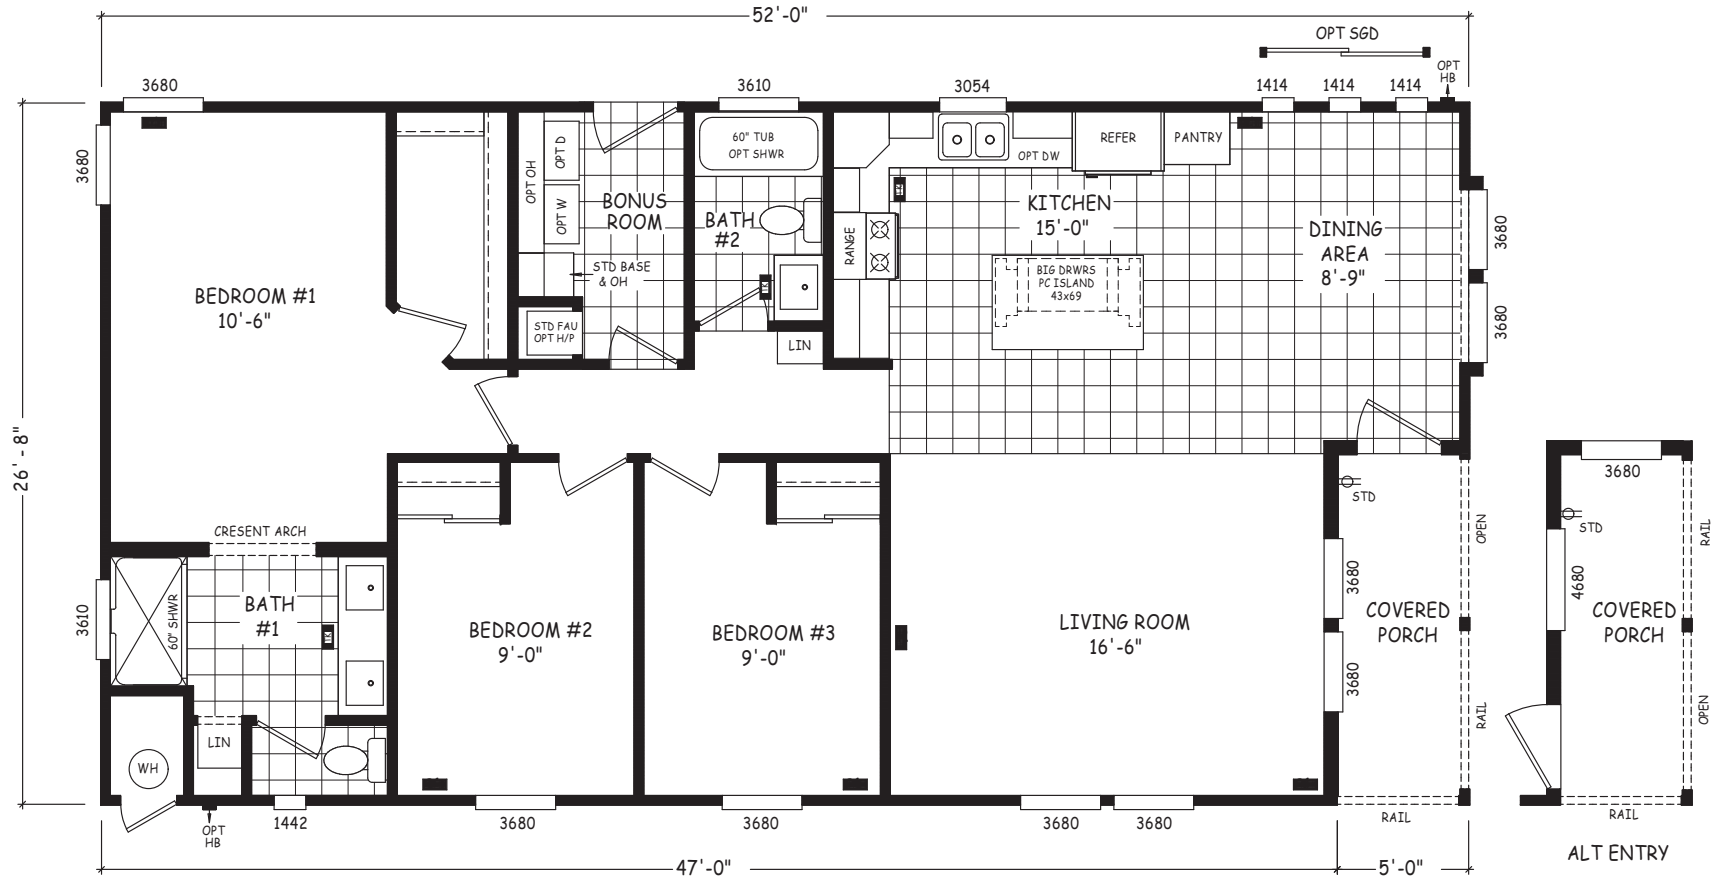 52'-0"
OPT SGD
3680
3610
3054
1414
1414
1414
OPT
HB
3680
60" TUB
OPT SHWR
OPT DW
REFER
PANTRY
OPT OH
OPT D
OPT W
BONUS
ROOM
BATH
#2
RANGE
KITCHEN
15'-0"
DINING
AREA
8'-9"
3680
3680
STD BASE
& OH
BIG DRWRS
PC ISLAND
43x69
BEDROOM #1
10'-6"
STD FAU
OPT H/P
LIN
TK
TK
26'-8"
3680
STD
STD
OPEN
RAIL
CRESENT ARCH
3610
60" SHWR
BATH
#1
TK
BEDROOM #2
9'-0"
BEDROOM #3
9'-0"
LIVING ROOM
16'-6"
3680
3680
COVERED
PORCH
4680
COVERED
PORCH
RAIL
OPEN
LIN
WH
OPT
HB
1442
3680
3680
3680
3680
RAIL
RAIL
47'-0"
5'-0"
ALT ENTRY